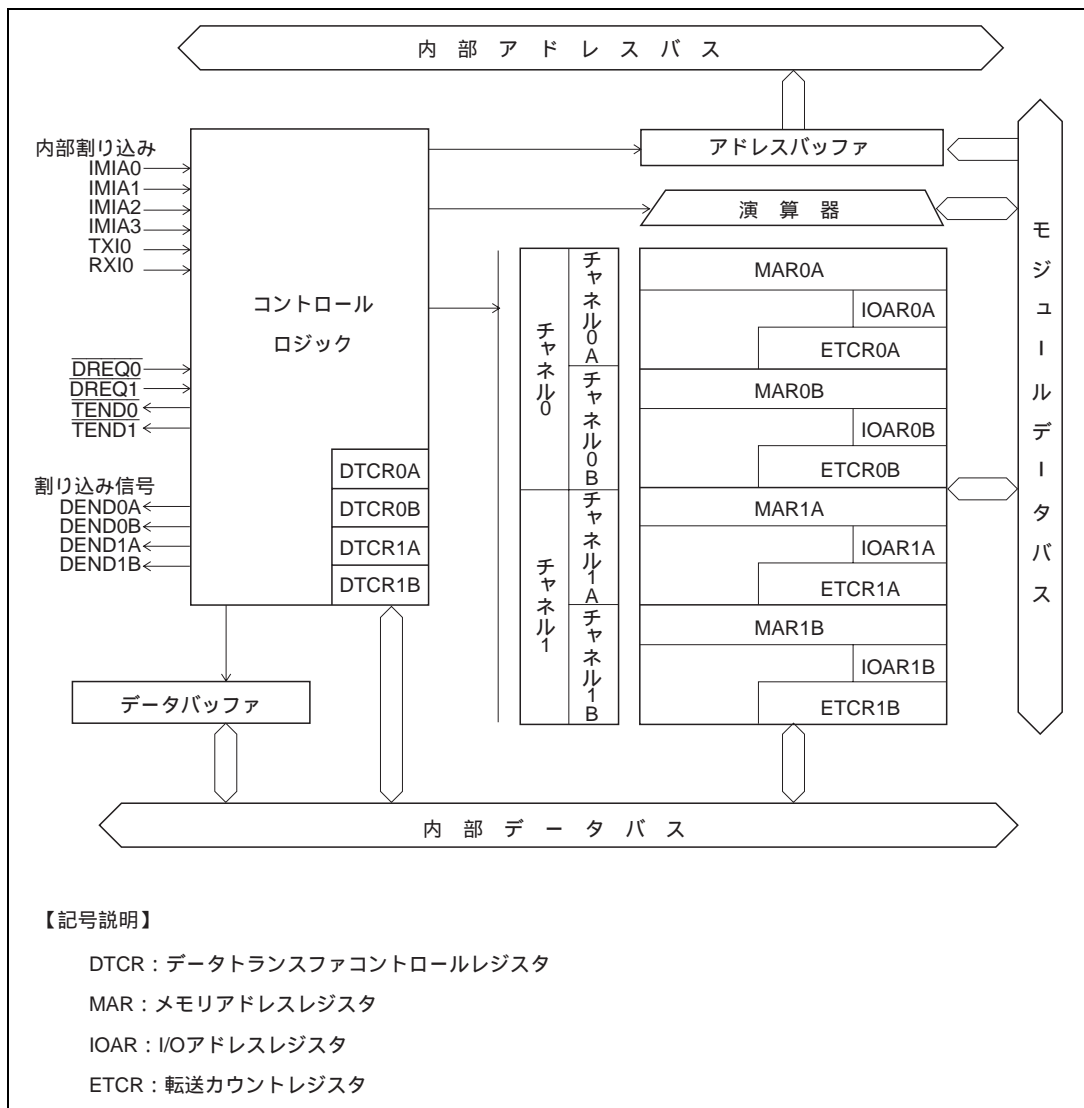 内部アドレスバス
アドレスバッファ
演算器
モジュールデータバス
内部割り込み
IMIA0
IMIA1
IMIA2
IMIA3
TXI0
RXI0
DREQ0
DREQ1
TEND0
TEND1
割り込み信号
DEND0A
DEND0B
DEND1A
DEND1B
コントロール
ロジック
DTCR0A
DTCR0B
DTCR1A
DTCR1B
チャネル0
チャネル0A
チャネル0B
チャネル1
チャネル1A
チャネル1B
MAR0A
IOAR0A
ETCR0A
MAR0B
IOAR0B
ETCR0B
MAR1A
IOAR1A
ETCR1A
MAR1B
IOAR1B
ETCR1B
データバッファ
内部データバス
【記号説明】
DTCR：データトランスファコントロールレジスタ
MAR：メモリアドレスレジスタ
IOAR：I/Oアドレスレジスタ
ETCR：転送カウントレジスタ